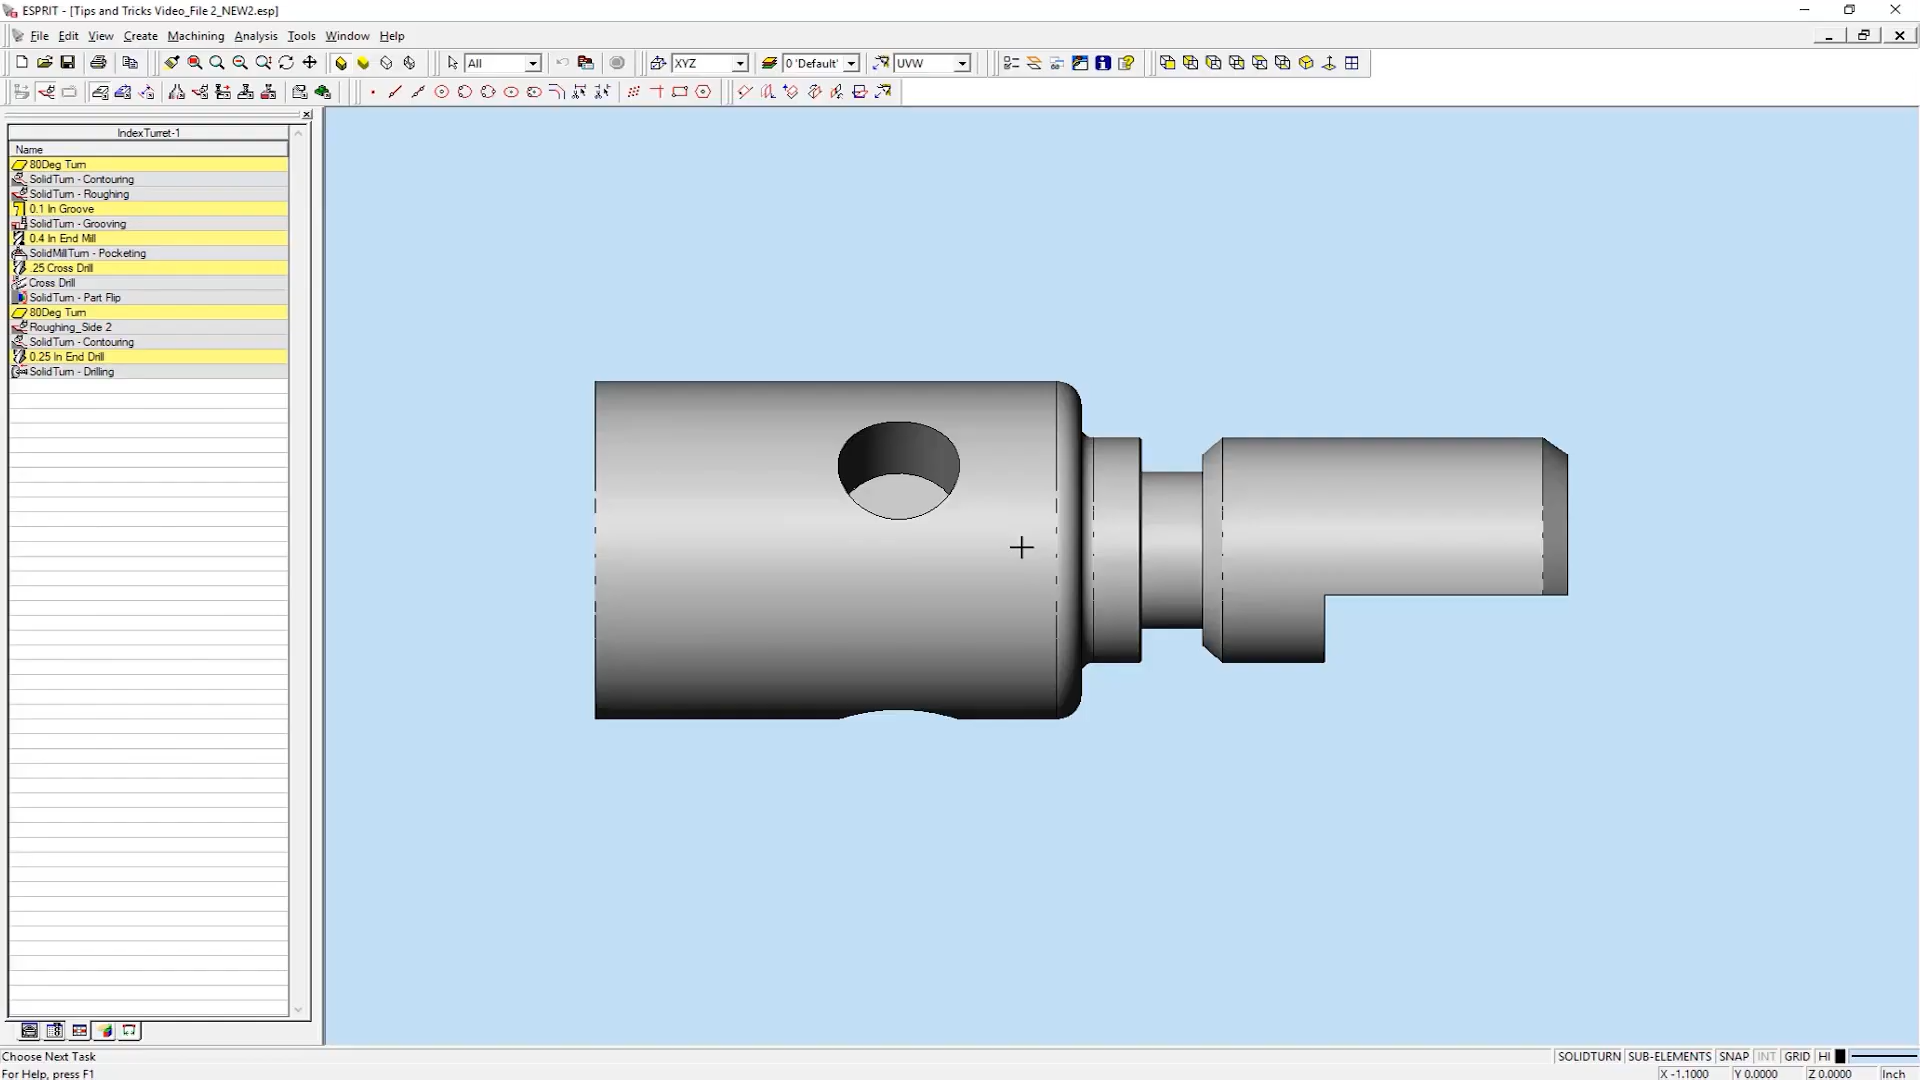 ESPRIT - [Tips and Tricks Video_File 2_NEW2.esp]
File Edit View Create Machining Analysis Tools Window Help
All XYZ 0 'Default' UVW
IndexTurret-1
Name
80Deg Turn
SolidTurn - Contouring
SolidTurn - Roughing
0.1 In Groove
SolidTurn - Grooving
0.4 In End Mill
SolidMillTurn - Pocketing
.25 Cross Drill
Cross Drill
SolidTurn - Part Flip
80Deg Turn
Roughing_Side 2
SolidTurn - Contouring
0.25 In End Drill
SolidTurn - Drilling
Choose Next Task SOLIDTURN SUB-ELEMENTS SNAP INT GRID HI
For Help, press F1 X -1.1000 Y 0.0000 Z 0.0000 Inch